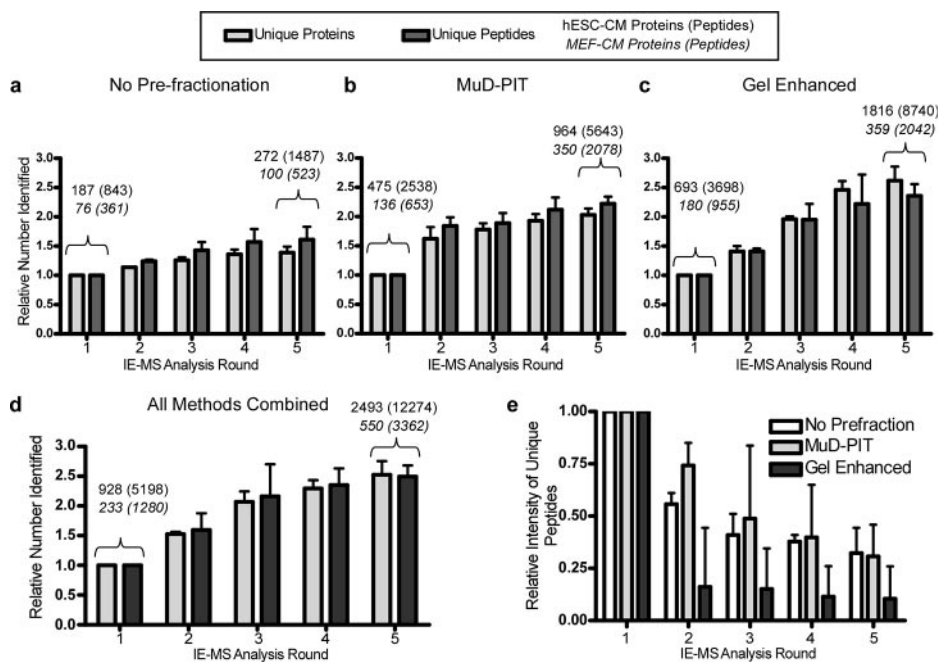 Unique Proteins Unique Peptides hESC-CM Proteins (Peptides)
MEF-CM Proteins (Peptides)
a No Pre-fractionation
Relative Number Identified
3.0
2.5
2.0
1.5
1.0
0.5
0.0
187 (843)
76 (361)
272 (1487)
100 (523)
1 2 3 4 5
IE-MS Analysis Round
b MuD-PIT
3.0
2.5
2.0
1.5
1.0
0.5
0.0
475 (2538)
136 (653)
964 (5643)
350 (2078)
1 2 3 4 5
IE-MS Analysis Round
c Gel Enhanced
3.0
2.5
2.0
1.5
1.0
0.5
0.0
693 (3698)
180 (955)
1816 (8740)
359 (2042)
1 2 3 4 5
IE-MS Analysis Round
d All Methods Combined
Relative Number Identified
3.0
2.5
2.0
1.5
1.0
0.5
0.0
928 (5198)
233 (1280)
2493 (12274)
550 (3362)
1 2 3 4 5
IE-MS Analysis Round
e
Relative Intensity of Unique
Peptides
1.00
0.75
0.50
0.25
0.00
No Prefraction
MuD-PIT
Gel Enhanced
1 2 3 4 5
IE-MS Analysis Round